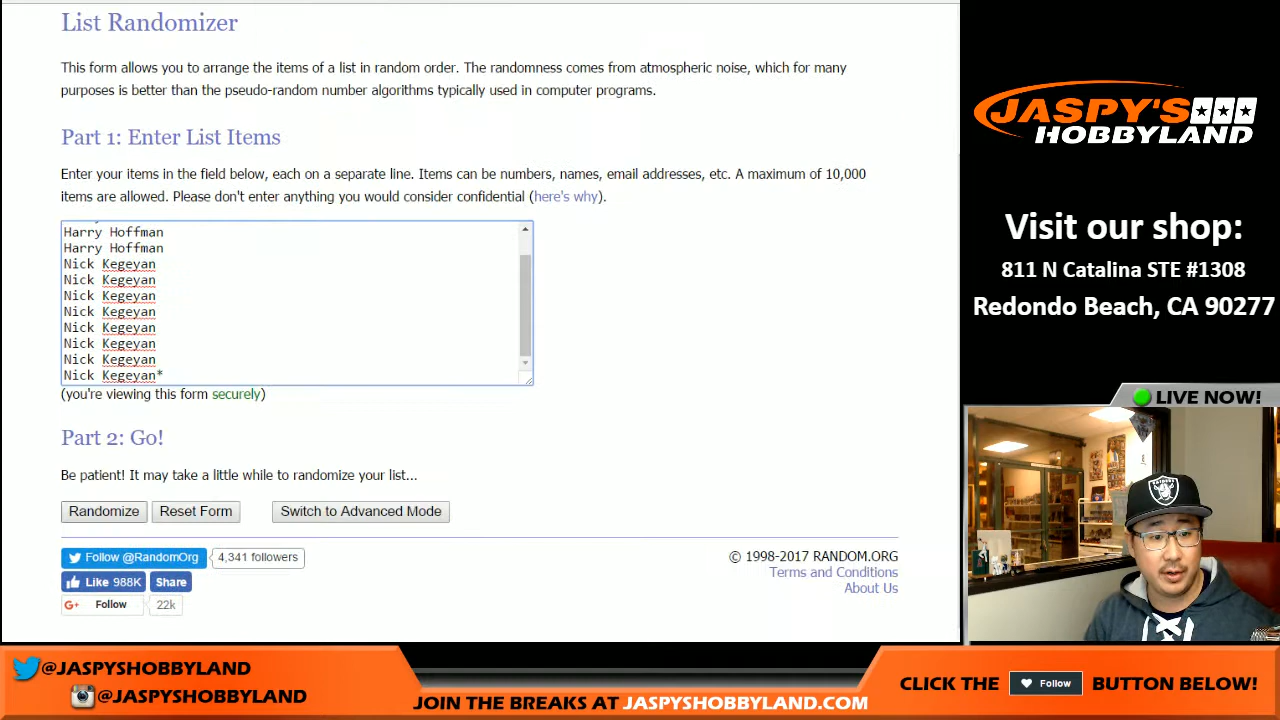 List Randomizer
This form allows you to arrange the items of a list in random order. The randomness comes from atmospheric noise, which for many
purposes is better than the pseudo-random number algorithms typically used in computer programs.
Part 1: Enter List Items
Enter your items in the field below, each on a separate line. Items can be numbers, names, email addresses, etc. A maximum of 10,000
items are allowed. Please don't enter anything you would consider confidential (here's why).
Harry Hoffman
Harry Hoffman
Nick Kegeyan
Nick Kegeyan
Nick Kegeyan
Nick Kegeyan
Nick Kegeyan
Nick Kegeyan
Nick Kegeyan
Nick Kegeyan*
(you're viewing this form securely)
Part 2: Go!
Be patient! It may take a little while to randomize your list...
Randomize Reset Form Switch to Advanced Mode
Follow @RandomOrg 4,341 followers
Like 988K Share
G+ Follow 22k
© 1998-2017 RANDOM.ORG
Terms and Conditions
About Us
JASPY'S
HOBBYLAND
Visit our shop:
811 N Catalina STE #1308
Redondo Beach, CA 90277
LIVE NOW!
RAIDERS
@JASPYSHOBBYLAND
@JASPYSHOBBYLAND
JOIN THE BREAKS AT JASPYSHOBBYLAND.COM
CLICK THE Follow BUTTON BELOW!